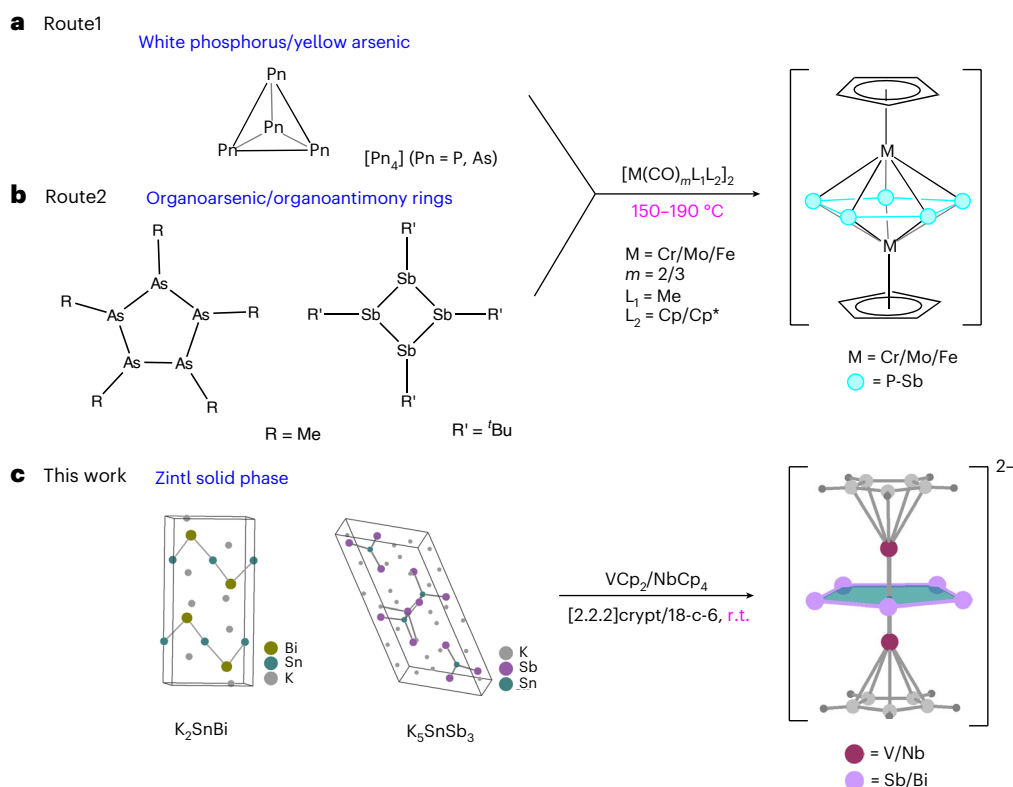 a Route1
White phosphorus/yellow arsenic
Pn
Pn
Pn Pn
[Pn₄] (Pn = P, As)
b Route2 Organoarsenic/organoantimony rings
R
As
R As As R
As As
R R
R = Me
R'
Sb
R' Sb Sb R'
Sb
R'
R' = ᵗBu
[M(CO)ₘL₁L₂]₂
150–190 °C
M = Cr/Mo/Fe
m = 2/3
L₁ = Me
L₂ = Cp/Cp*
M
M
M = Cr/Mo/Fe
= P-Sb
c This work Zintl solid phase
Bi
Sn
K
K₂SnBi
K
Sb
Sn
K₅SnSb₃
VCp₂/NbCp₄
[2.2.2]crypt/18-c-6, r.t.
2–
= V/Nb
= Sb/Bi